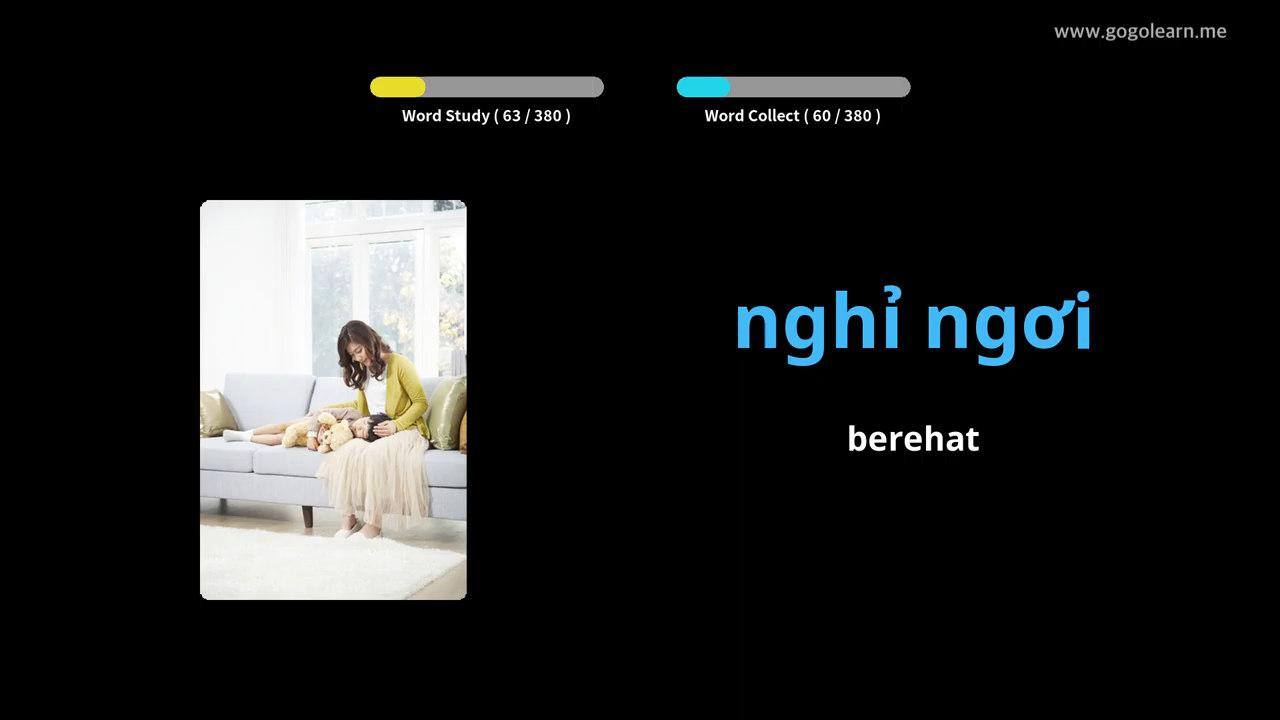 www.gogolearn.me
Word Study ( 63 / 380 )
Word Collect ( 60 / 380 )
nghỉ ngơi
berehat